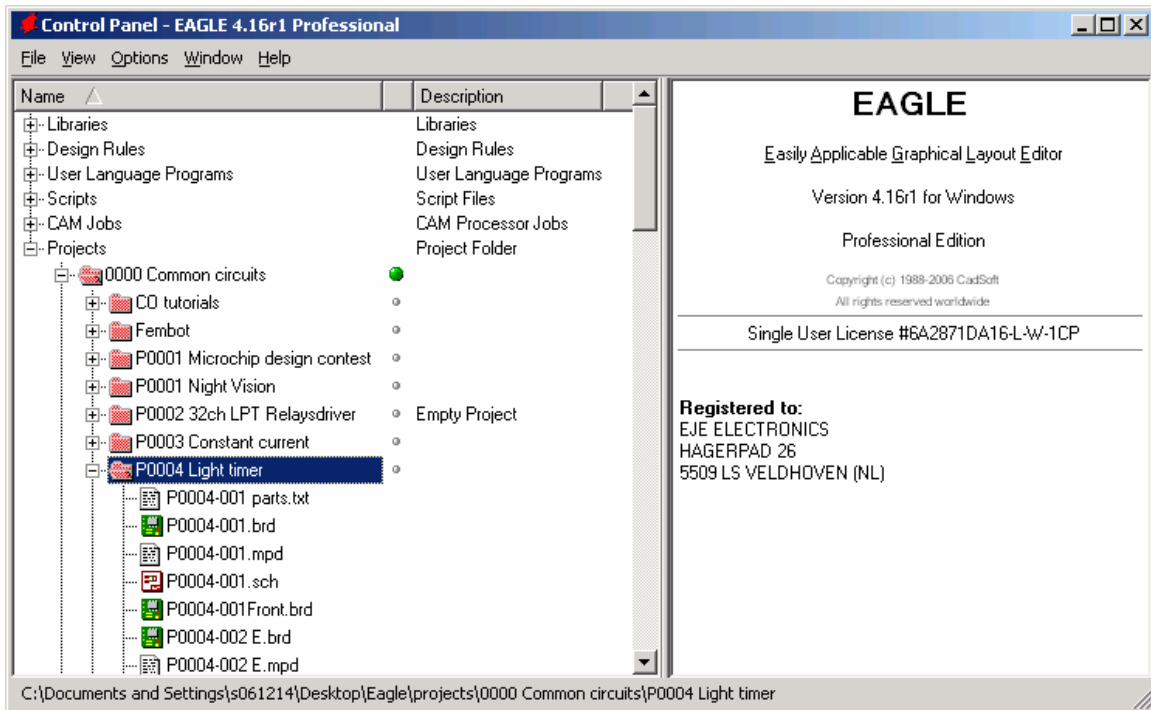 Control Panel - EAGLE 4.16r1 Professional
File View Options Window Help
Name Description
Libraries Libraries
Design Rules Design Rules
User Language Programs User Language Programs
Scripts Script Files
CAM Jobs CAM Processor Jobs
Projects Project Folder
0000 Common circuits
CO tutorials
Fembot
P0001 Microchip design contest
P0001 Night Vision
P0002 32ch LPT Relaysdriver Empty Project
P0003 Constant current
P0004 Light timer
P0004-001 parts.txt
P0004-001.brd
P0004-001.mpd
P0004-001.sch
P0004-001Front.brd
P0004-002 E.brd
P0004-002 E.mpd
EAGLE
Easily Applicable Graphical Layout Editor
Version 4.16r1 for Windows
Professional Edition
Copyright (c) 1988-2006 CadSoft
All rights reserved worldwide
Single User License #6A2871DA16-L-W-1CP
Registered to:
EJE ELECTRONICS
HAGERPAD 26
5509 LS VELDHOVEN (NL)
C:\Documents and Settings\s061214\Desktop\Eagle\projects\0000 Common circuits\P0004 Light timer